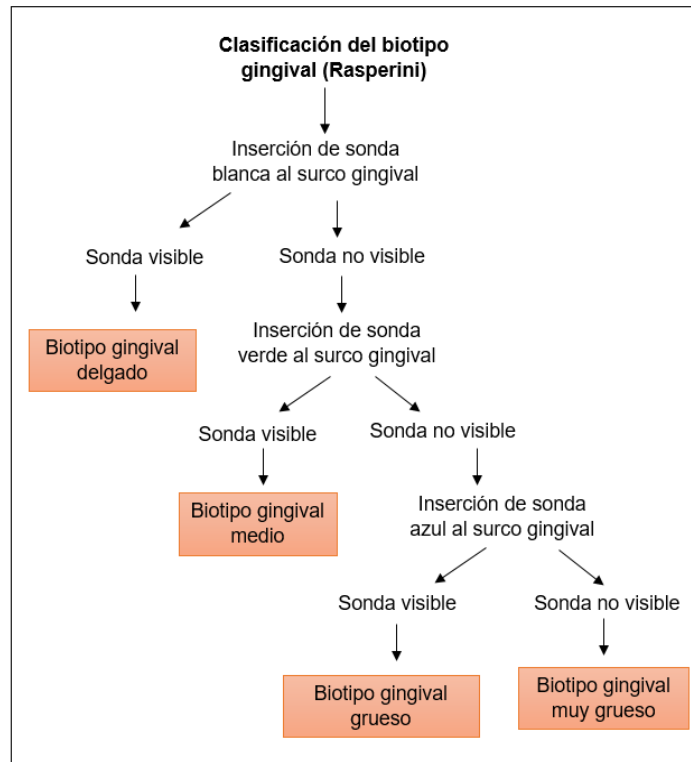 Clasificación del biotipo
gingival (Rasperini)
Inserción de sonda
blanca al surco gingival
Sonda visible
Sonda no visible
Biotipo gingival
delgado
Inserción de sonda
verde al surco gingival
Sonda visible
Sonda no visible
Biotipo gingival
medio
Inserción de sonda
azul al surco gingival
Sonda visible
Sonda no visible
Biotipo gingival
grueso
Biotipo gingival
muy grueso